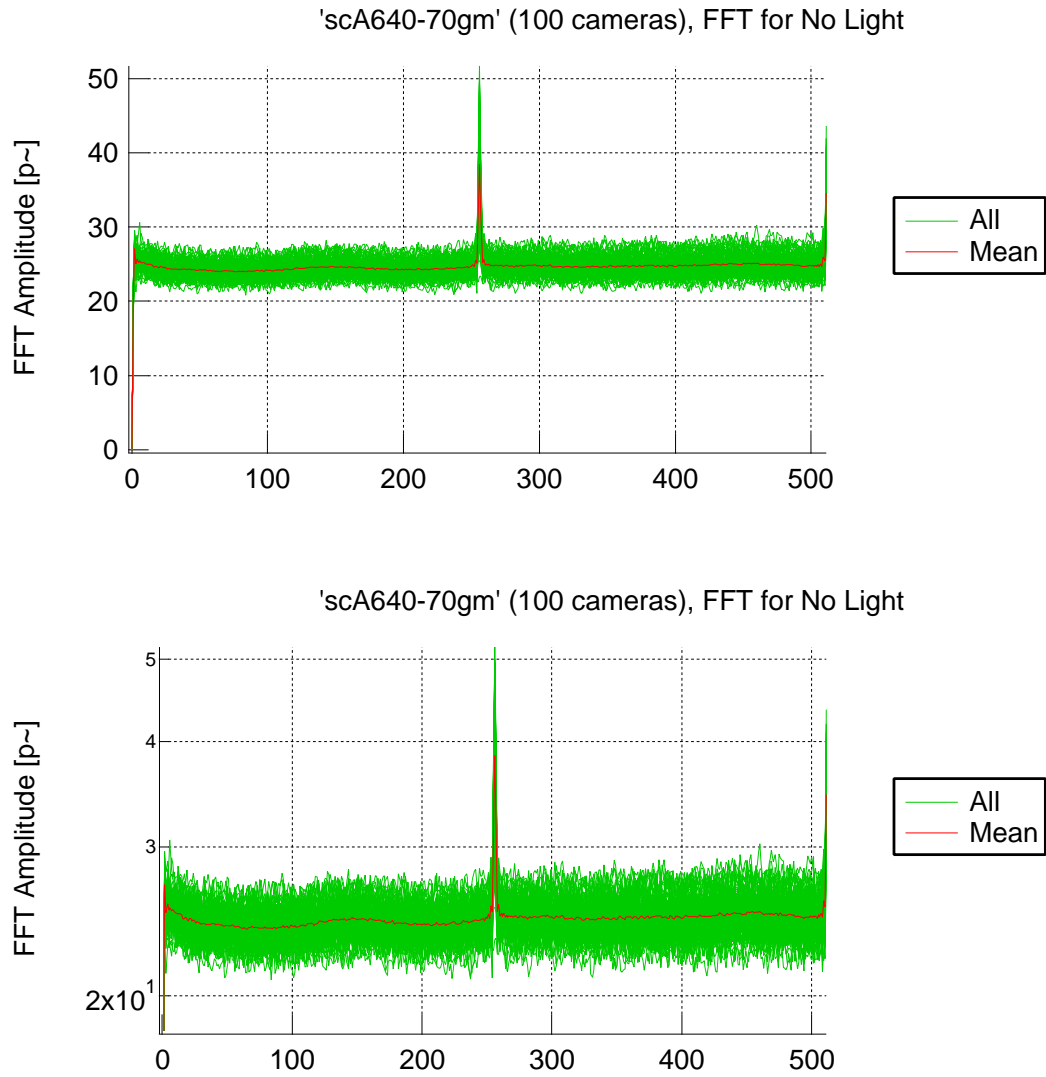 'scA640-70gm' (100 cameras), FFT for No Light
FFT Amplitude [p~]
50
40
30
20
10
0
0 100 200 300 400 500
All
Mean
'scA640-70gm' (100 cameras), FFT for No Light
FFT Amplitude [p~]
5
4
3
2x10^1
0 100 200 300 400 500
All
Mean